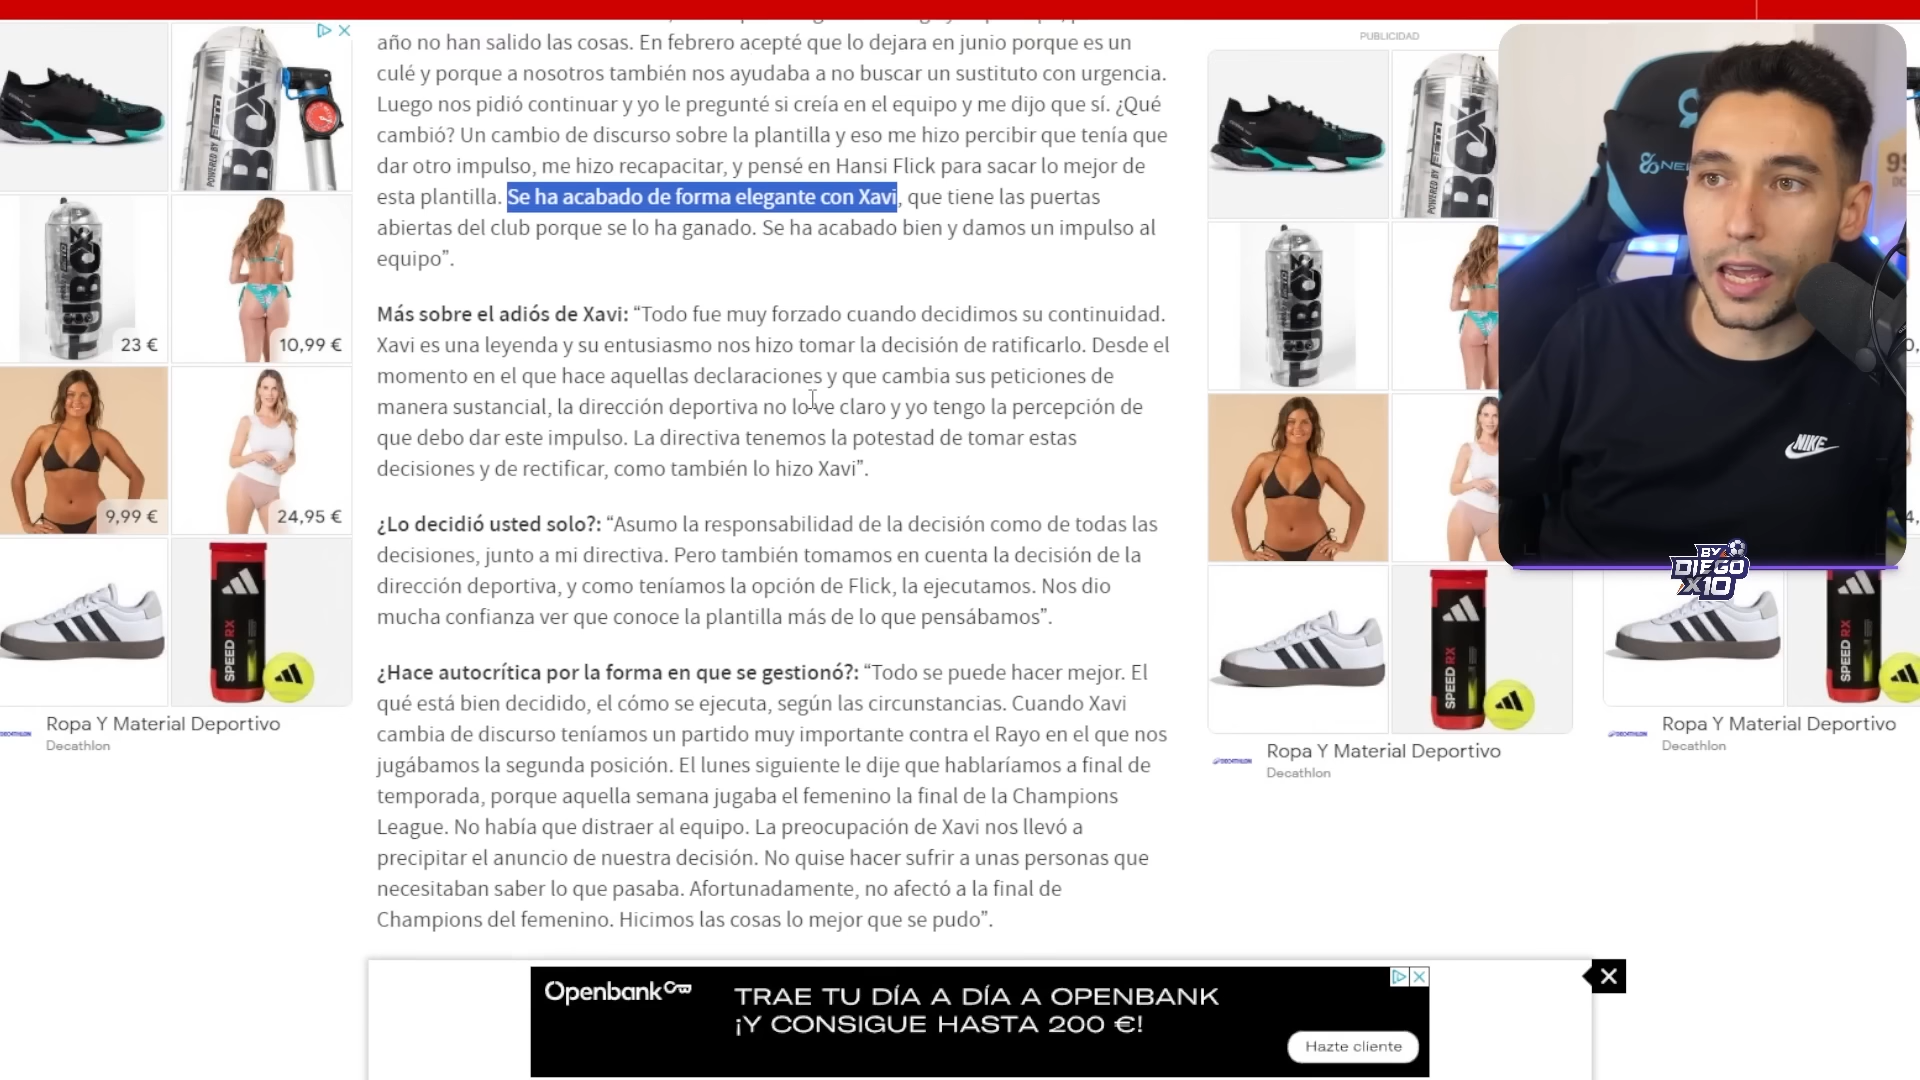 año no han salido las cosas. En febrero acepté que lo dejara en junio porque es un
culé y porque a nosotros también nos ayudaba a no buscar un sustituto con urgencia.
Luego nos pidió continuar y yo le pregunté si creía en el equipo y me dijo que sí. ¿Qué
cambió? Un cambio de discurso sobre la plantilla y eso me hizo percibir que tenía que
dar otro impulso, me hizo recapacitar, y pensé en Hansi Flick para sacar lo mejor de
esta plantilla. Se ha acabado de forma elegante con Xavi, que tiene las puertas
abiertas del club porque se lo ha ganado. Se ha acabado bien y damos un impulso al
equipo”.
Más sobre el adiós de Xavi: “Todo fue muy forzado cuando decidimos su continuidad.
Xavi es una leyenda y su entusiasmo nos hizo tomar la decisión de ratificarlo. Desde el
momento en el que hace aquellas declaraciones y que cambia sus peticiones de
manera sustancial, la dirección deportiva no lo ve claro y yo tengo la percepción de
que debo dar este impulso. La directiva tenemos la potestad de tomar estas
decisiones y de rectificar, como también lo hizo Xavi”.
¿Lo decidió usted solo?: “Asumo la responsabilidad de la decisión como de todas las
decisiones, junto a mi directiva. Pero también tomamos en cuenta la decisión de la
dirección deportiva, y como teníamos la opción de Flick, la ejecutamos. Nos dio
mucha confianza ver que conoce la plantilla más de lo que pensábamos”.
¿Hace autocrítica por la forma en que se gestionó?: “Todo se puede hacer mejor. El
qué está bien decidido, el cómo se ejecuta, según las circunstancias. Cuando Xavi
cambia de discurso teníamos un partido muy importante contra el Rayo en el que nos
jugábamos la segunda posición. El lunes siguiente le dije que hablaríamos a final de
temporada, porque aquella semana jugaba el femenino la final de la Champions
League. No había que distraer al equipo. La preocupación de Xavi nos llevó a
precipitar el anuncio de nuestra decisión. No quise hacer sufrir a unas personas que
necesitaban saber lo que pasaba. Afortunadamente, no afectó a la final de
Champions del femenino. Hicimos las cosas lo mejor que se pudo”.
POWERED BY
BOX
TUBOX
23 €
10,99 €
9,99 €
24,95 €
SPEED RX
Ropa Y Material Deportivo
DECATHLON
Decathlon
PUBLICIDAD
POWERED BY
BOX
TUBOX
SPEED RX
Ropa Y Material Deportivo
DECATHLON
Decathlon
NIKE
BY
DIEGO
X10
SPEED RX
Ropa Y Material Deportivo
DECATHLON
Decathlon
Openbank
TRAE TU DÍA A DÍA A OPENBANK
¡Y CONSIGUE HASTA 200 €!
Hazte cliente